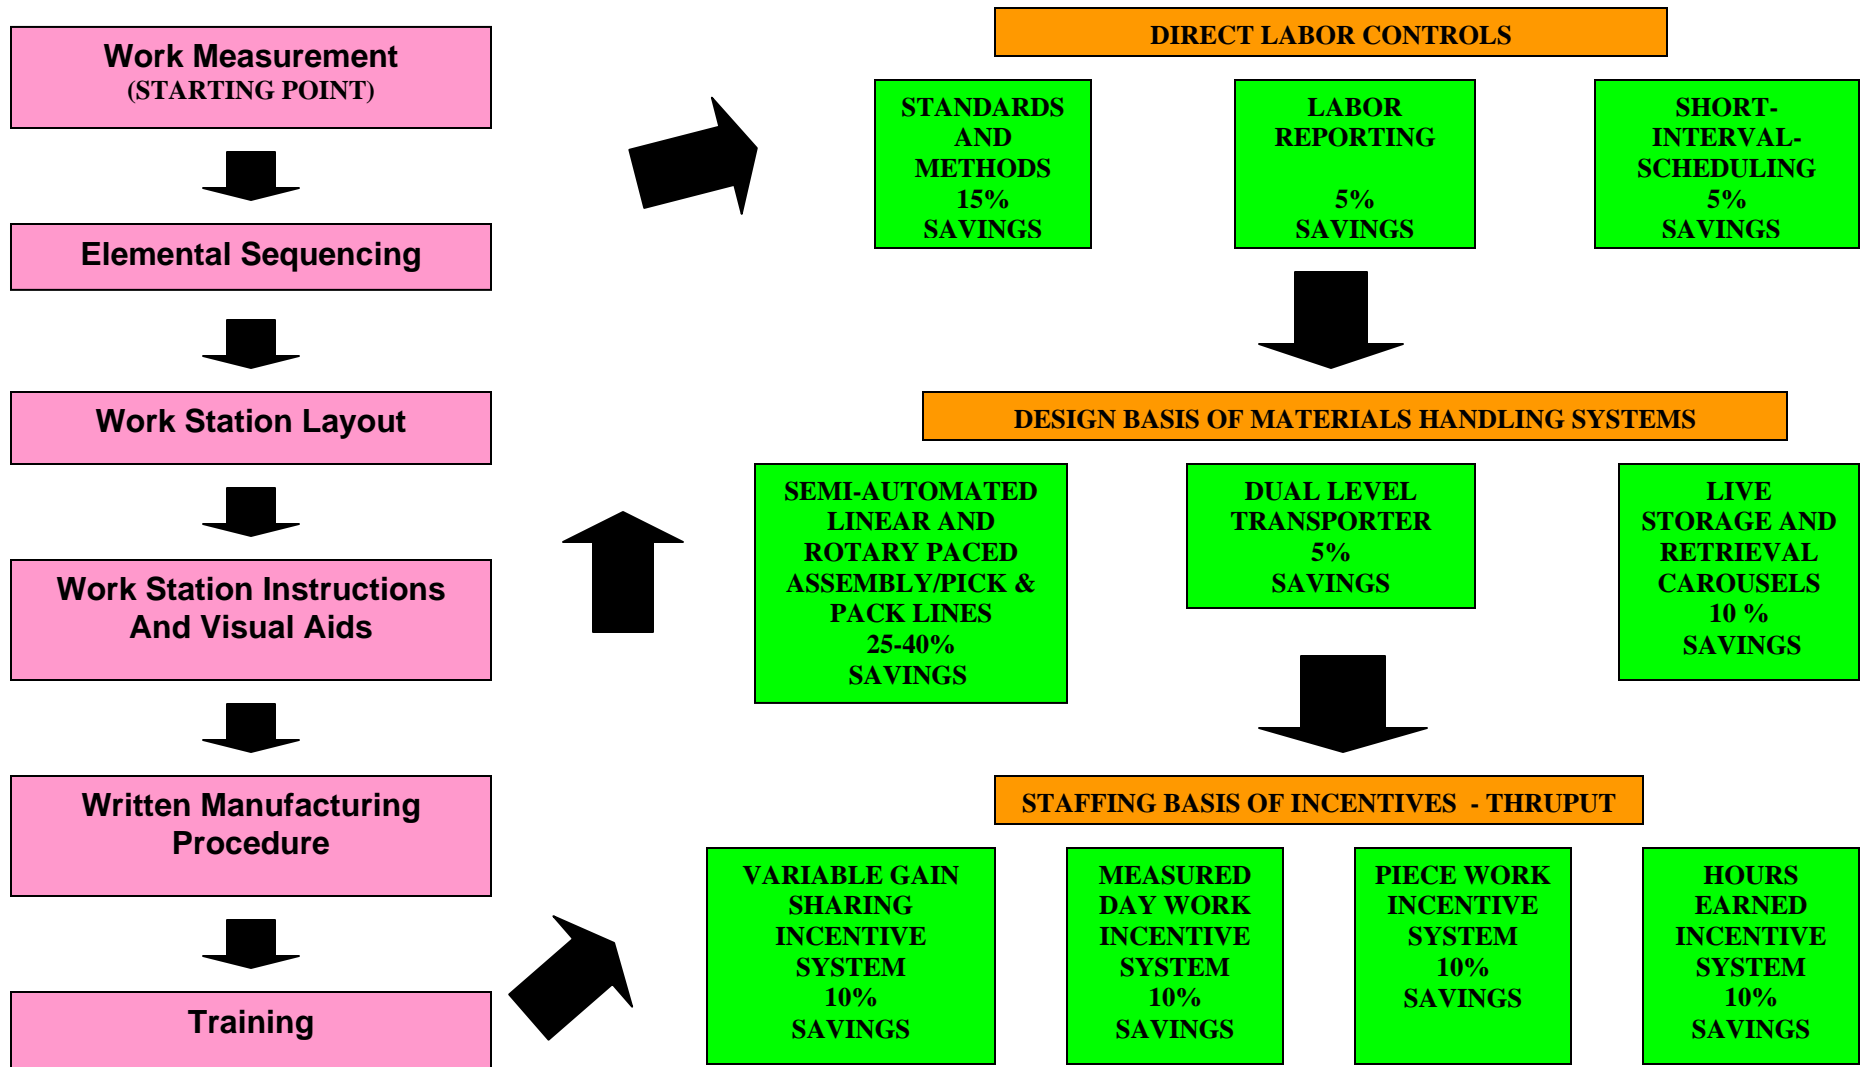 Work Measurement
(STARTING POINT)
Elemental Sequencing
Work Station Layout
Work Station Instructions
And Visual Aids
Written Manufacturing
Procedure
Training
DIRECT LABOR CONTROLS
STANDARDS
AND
METHODS
15%
SAVINGS
LABOR
REPORTING
5%
SAVINGS
SHORT-
INTERVAL-
SCHEDULING
5%
SAVINGS
DESIGN BASIS OF MATERIALS HANDLING SYSTEMS
SEMI-AUTOMATED
LINEAR AND
ROTARY PACED
ASSEMBLY/PICK &
PACK LINES
25-40%
SAVINGS
DUAL LEVEL
TRANSPORTER
5%
SAVINGS
LIVE
STORAGE AND
RETRIEVAL
CAROUSELS
10 %
SAVINGS
STAFFING BASIS OF INCENTIVES - THRUPUT
VARIABLE GAIN
SHARING
INCENTIVE
SYSTEM
10%
SAVINGS
MEASURED
DAY WORK
INCENTIVE
SYSTEM
10%
SAVINGS
PIECE WORK
INCENTIVE
SYSTEM
10%
SAVINGS
HOURS
EARNED
INCENTIVE
SYSTEM
10%
SAVINGS